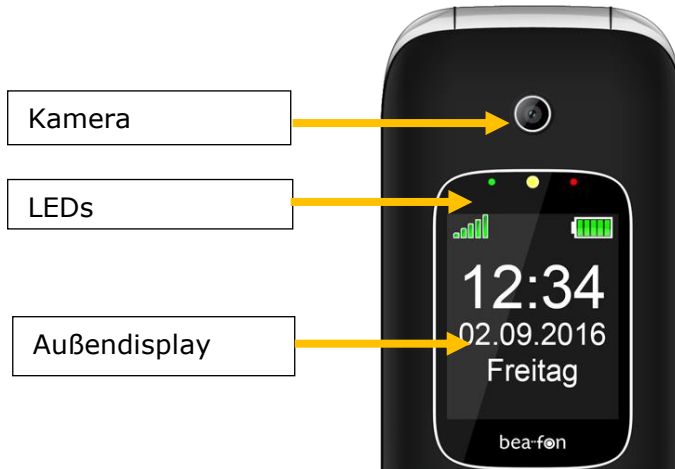 Kamera
LEDs
Außendisplay
12:34
02.09.2016
Freitag
bea-fon